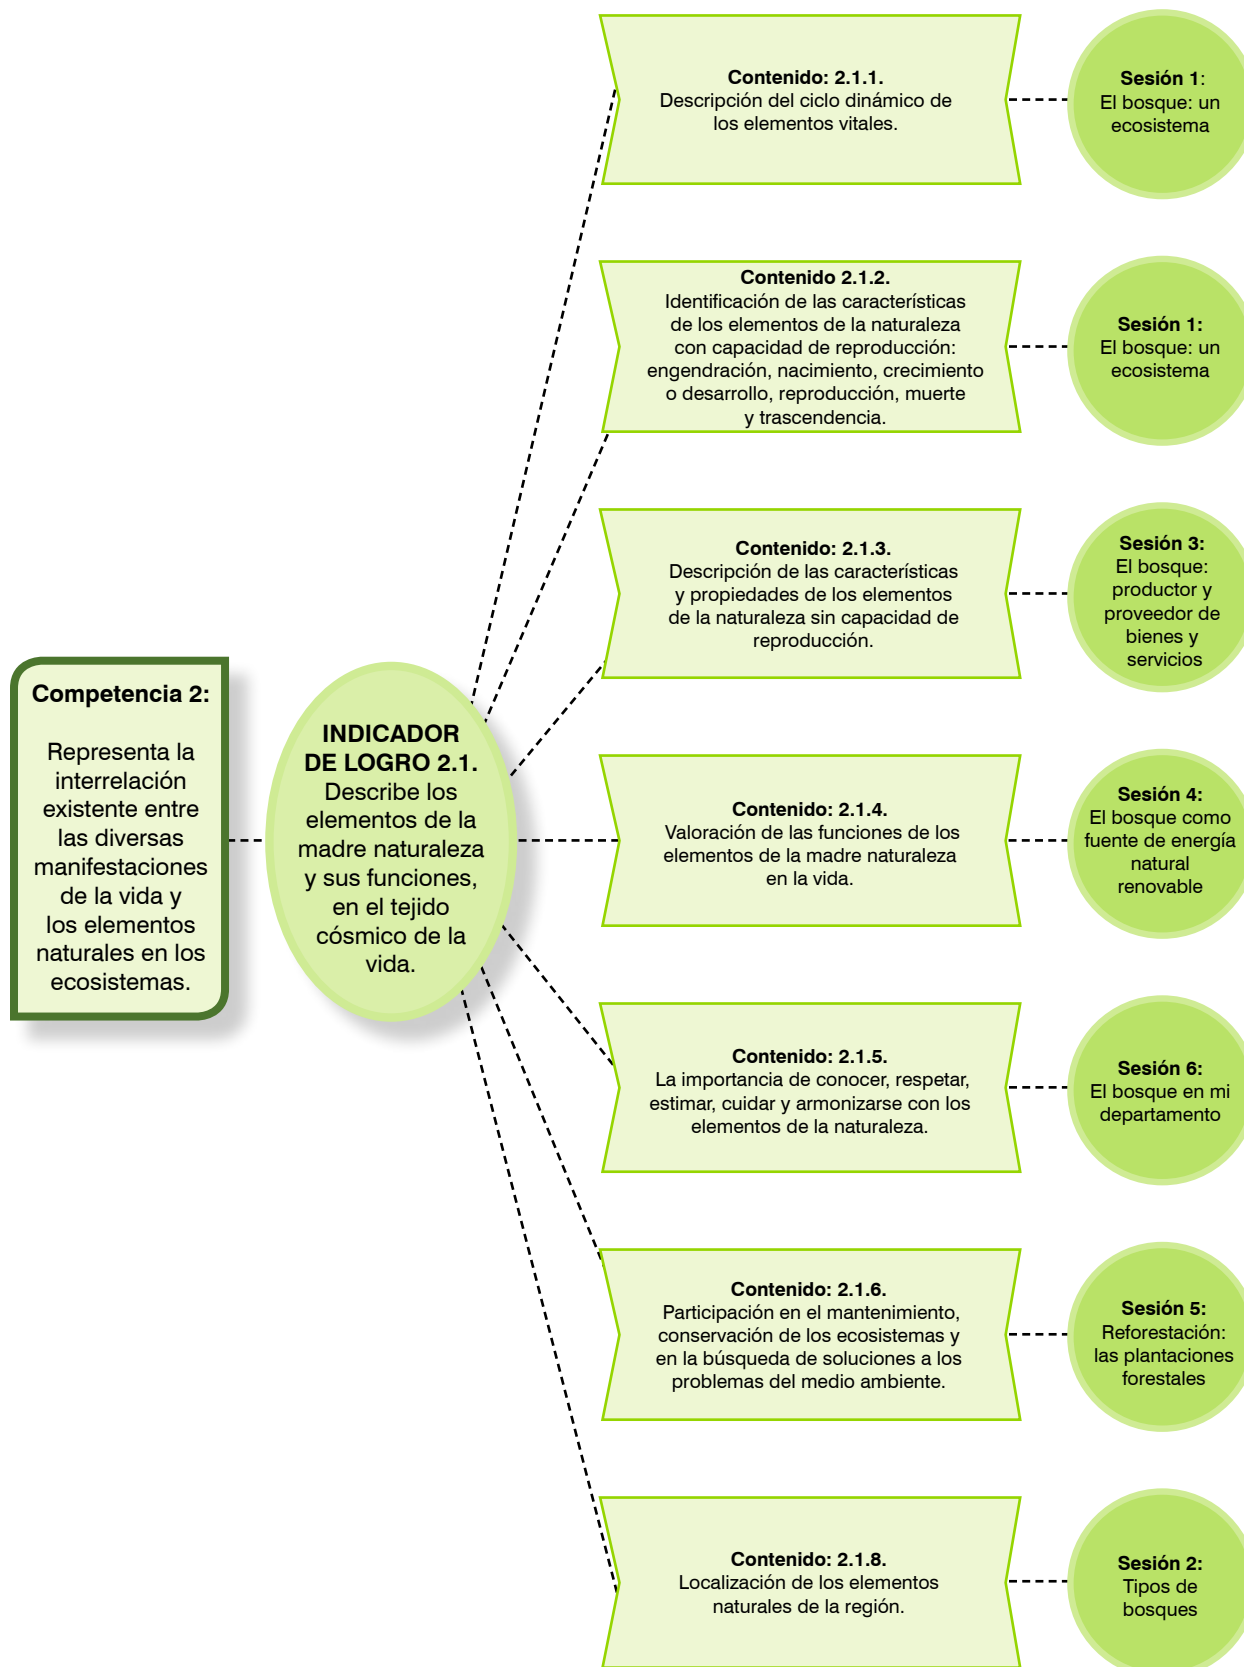 Competencia 2:
Representa la
interrelación
existente entre
las diversas
manifestaciones
de la vida y
los elementos
naturales en los
ecosistemas.
INDICADOR
DE LOGRO 2.1.
Describe los
elementos de la
madre naturaleza
y sus funciones,
en el tejido
cósmico de la
vida.
Contenido: 2.1.1.
Descripción del ciclo dinámico de
los elementos vitales.
Sesión 1:
El bosque: un
ecosistema
Contenido 2.1.2.
Identificación de las características
de los elementos de la naturaleza
con capacidad de reproducción:
engendración, nacimiento, crecimiento
o desarrollo, reproducción, muerte
y trascendencia.
Sesión 1:
El bosque: un
ecosistema
Contenido: 2.1.3.
Descripción de las características
y propiedades de los elementos
de la naturaleza sin capacidad de
reproducción.
Sesión 3:
El bosque:
productor y
proveedor de
bienes y
servicios
Contenido: 2.1.4.
Valoración de las funciones de los
elementos de la madre naturaleza
en la vida.
Sesión 4:
El bosque como
fuente de energía
natural
renovable
Contenido: 2.1.5.
La importancia de conocer, respetar,
estimar, cuidar y armonizarse con los
elementos de la naturaleza.
Sesión 6:
El bosque en mi
departamento
Contenido: 2.1.6.
Participación en el mantenimiento,
conservación de los ecosistemas y
en la búsqueda de soluciones a los
problemas del medio ambiente.
Sesión 5:
Reforestación:
las plantaciones
forestales
Contenido: 2.1.8.
Localización de los elementos
naturales de la región.
Sesión 2:
Tipos de
bosques